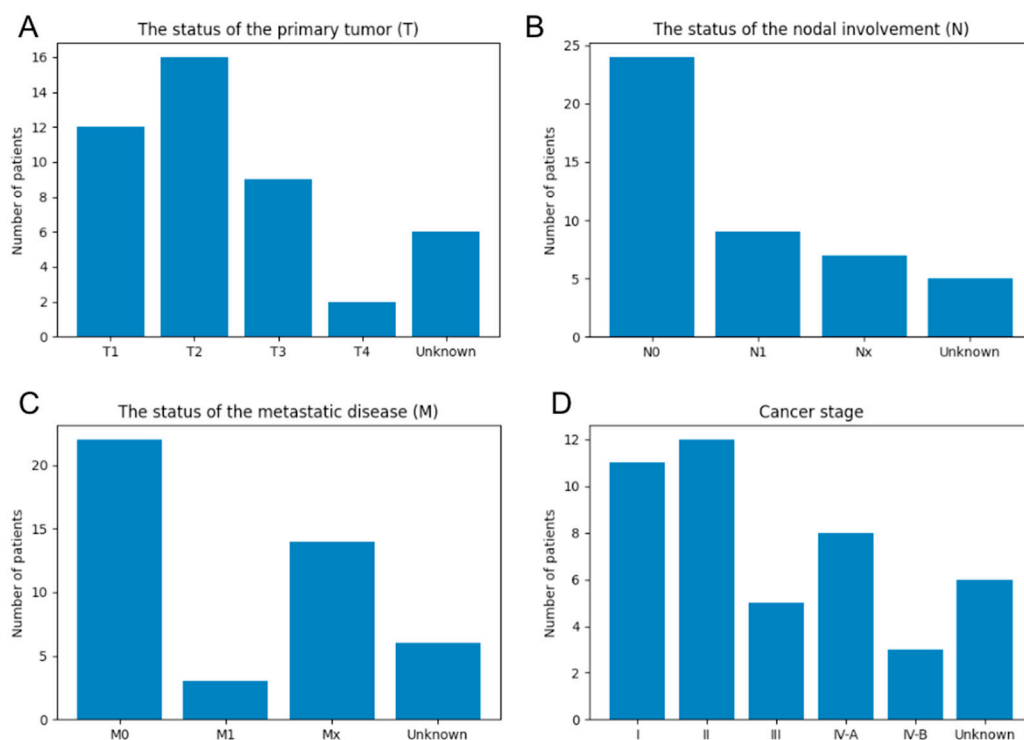 A
The status of the primary tumor (T)
Number of patients
16
14
12
10
8
6
4
2
0
T1 T2 T3 T4 Unknown
B
The status of the nodal involvement (N)
Number of patients
25
20
15
10
5
0
N0 N1 Nx Unknown
C
The status of the metastatic disease (M)
Number of patients
20
15
10
5
0
M0 M1 Mx Unknown
D
Cancer stage
Number of patients
12
10
8
6
4
2
0
I II III IV-A IV-B Unknown